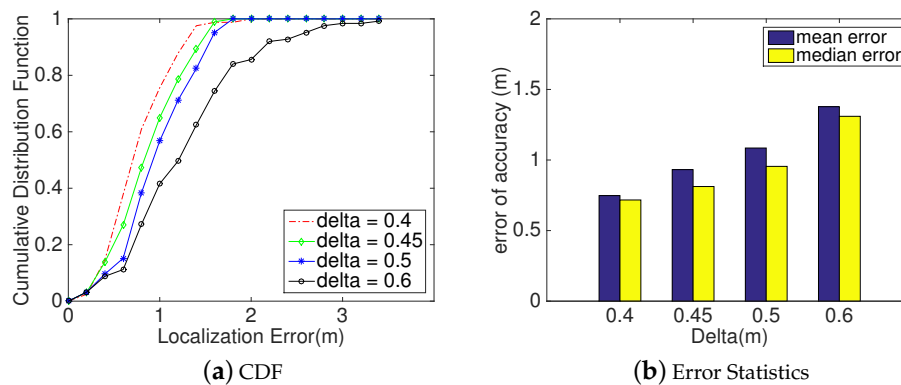 Cumulative Distribution Function
1
0.8
0.6
0.4
0.2
0
0 1 2 3
Localization Error(m)
delta = 0.4
delta = 0.45
delta = 0.5
delta = 0.6
(a) CDF
error of accuracy (m)
2
1.5
1
0.5
0
0.4 0.45 0.5 0.6
Delta(m)
mean error
median error
(b) Error Statistics